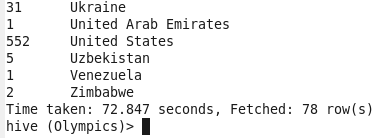 31 Ukraine
1 United Arab Emirates
552 United States
5 Uzbekistan
1 Venezuela
2 Zimbabwe
Time taken: 72.847 seconds, Fetched: 78 row(s)
hive (Olympics)>